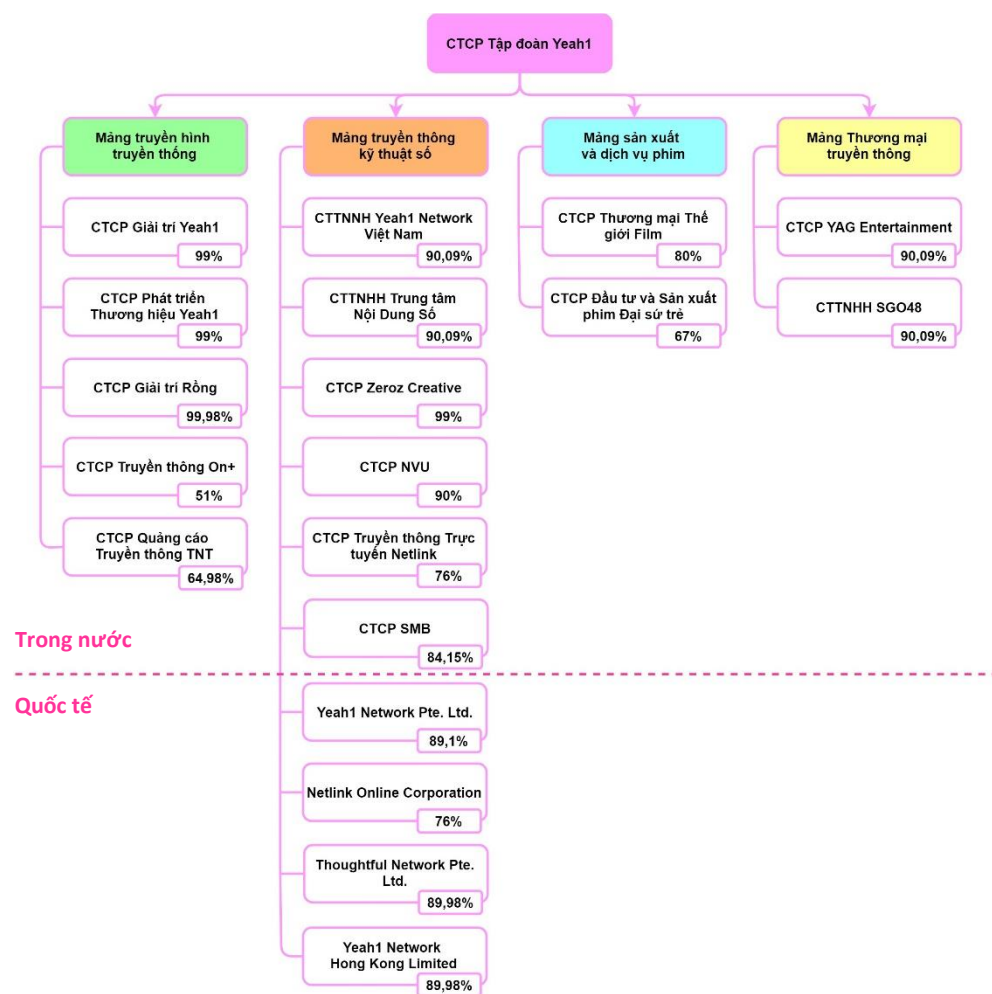 CTCP Tập đoàn Yeah1
Mảng truyền hình
truyền thống
CTCP Giải trí Yeah1
99%
CTCP Phát triển
Thương hiệu Yeah1
99%
CTCP Giải trí Rồng
99,98%
CTCP Truyền thông On+
51%
CTCP Quảng cáo
Truyền thông TNT
64,98%
Mảng truyền thông
kỹ thuật số
CTTNNH Yeah1 Network
Việt Nam
90,09%
CTTNHH Trung tâm
Nội Dung Số
90,09%
CTCP Zeroz Creative
99%
CTCP NVU
90%
CTCP Truyền thông Trực
tuyến Netlink
76%
CTCP SMB
84,15%
Mảng sản xuất
và dịch vụ phim
CTCP Thương mại Thế
giới Film
80%
CTCP Đầu tư và Sản xuất
phim Đại sứ trẻ
67%
Mảng Thương mại
truyền thông
CTCP YAG Entertainment
90,09%
CTTNHH SGO48
90,09%
Trong nước
Quốc tế
Yeah1 Network Pte. Ltd.
89,1%
Netlink Online Corporation
76%
Thoughtful Network Pte.
Ltd.
89,98%
Yeah1 Network
Hong Kong Limited
89,98%